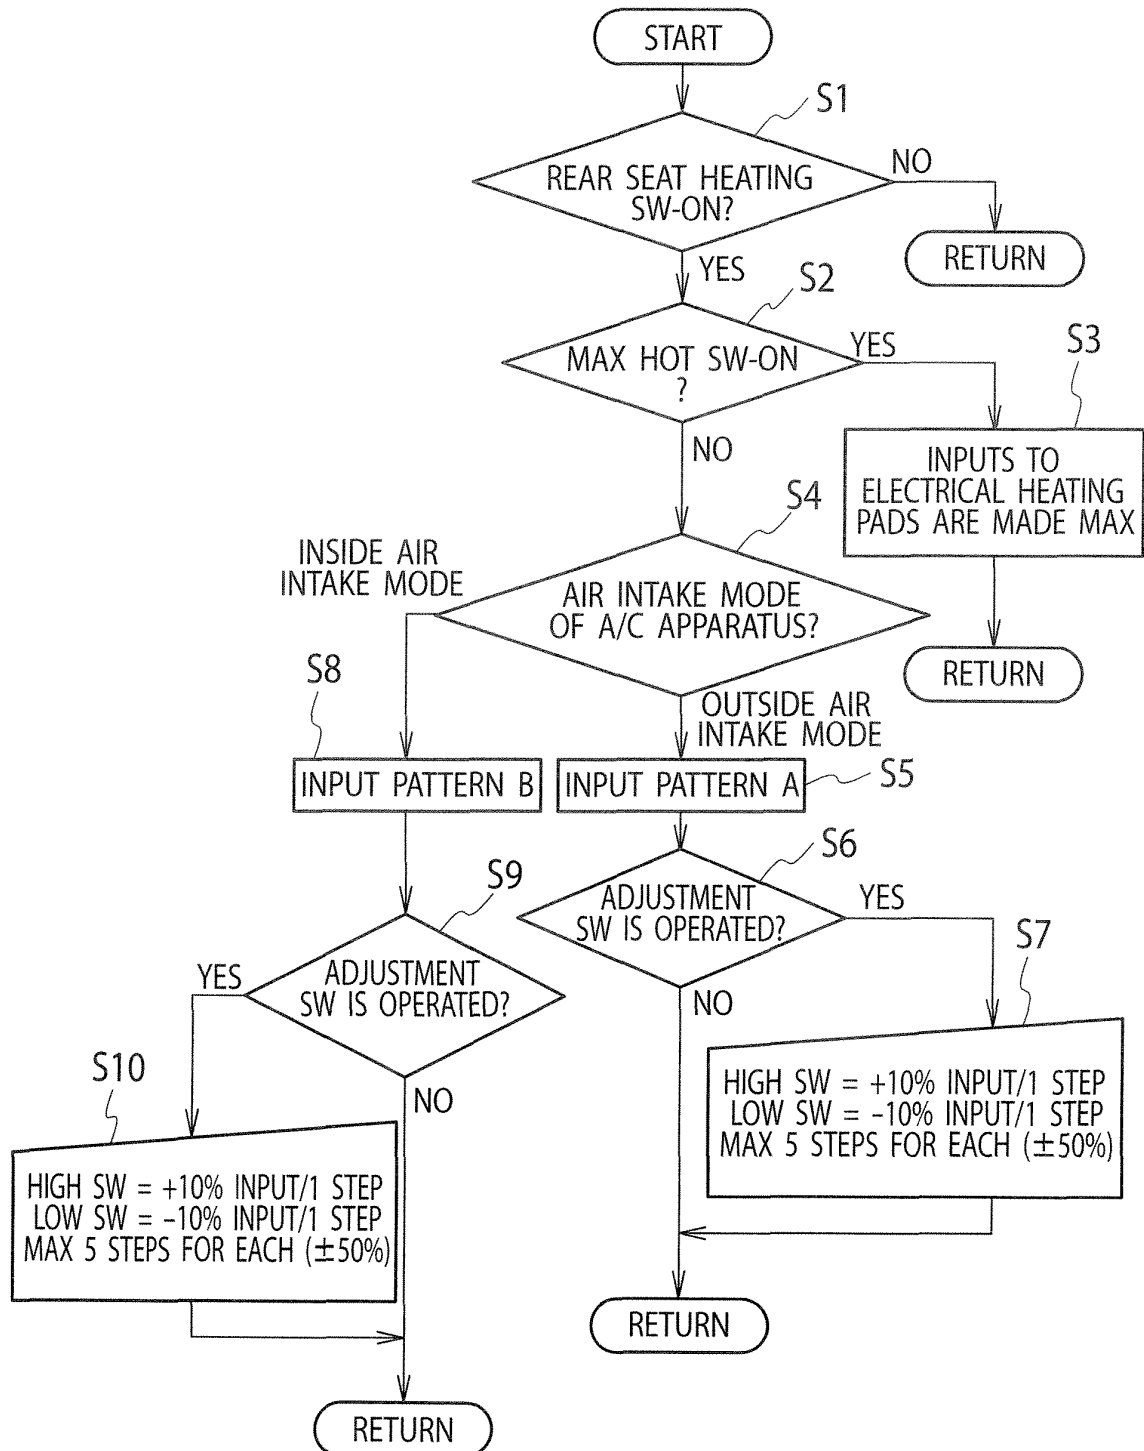 START
S1
REAR SEAT HEATING
SW-ON?
NO
RETURN
YES
S2
MAX HOT SW-ON
?
YES
S3
INPUTS TO
ELECTRICAL HEATING
PADS ARE MADE MAX
RETURN
NO
S4
AIR INTAKE MODE
OF A/C APPARATUS?
INSIDE AIR
INTAKE MODE
OUTSIDE AIR
INTAKE MODE
S8
INPUT PATTERN B
INPUT PATTERN A
S5
S6
ADJUSTMENT
SW IS OPERATED?
YES
S7
NO
HIGH SW = +10% INPUT/1 STEP
LOW SW = -10% INPUT/1 STEP
MAX 5 STEPS FOR EACH (±50%)
RETURN
S9
ADJUSTMENT
SW IS OPERATED?
YES
S10
NO
HIGH SW = +10% INPUT/1 STEP
LOW SW = -10% INPUT/1 STEP
MAX 5 STEPS FOR EACH (±50%)
RETURN